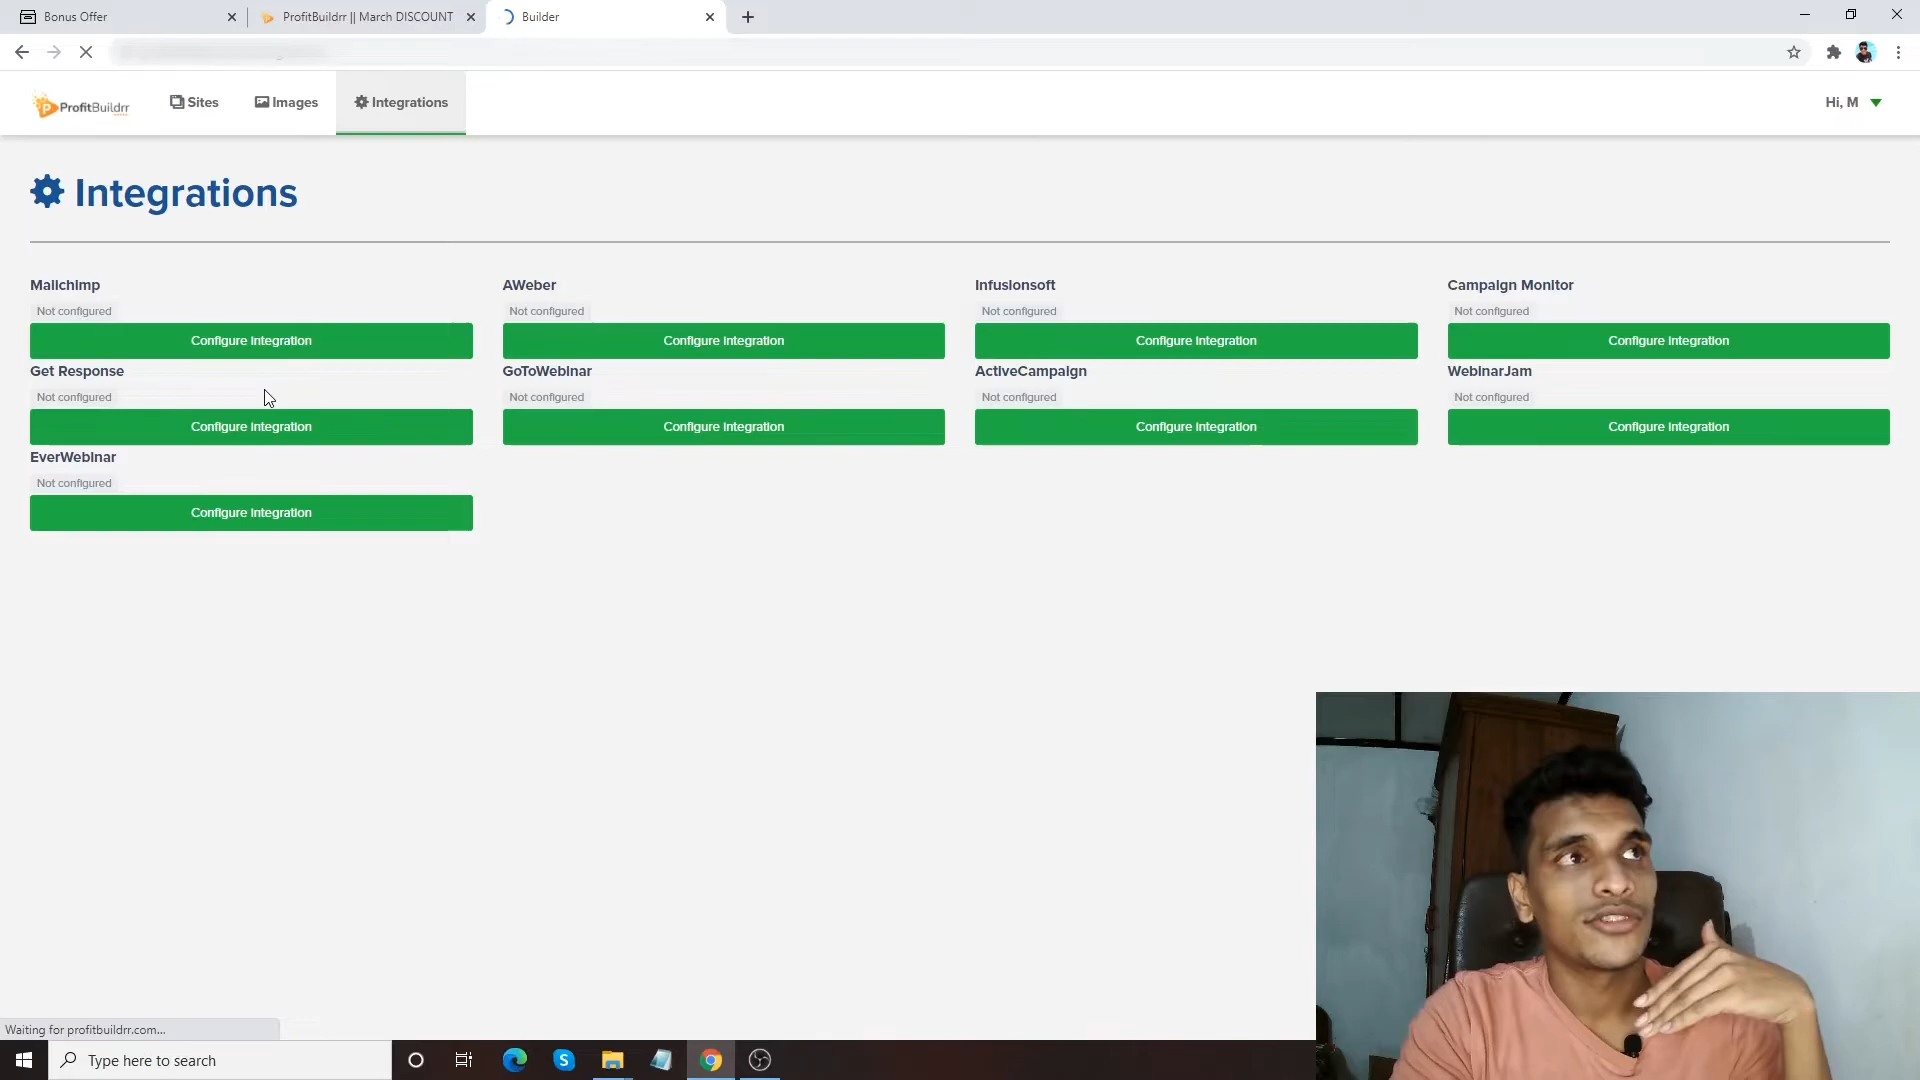 Bonus Offer
ProfitBuildrr || March DISCOUNT
Builder
ProfitBuildrr
Sites
Images
Integrations
Hi, M
Integrations
Mailchimp
AWeber
Infusionsoft
Campaign Monitor
Not configured
Not configured
Not configured
Not configured
Configure Integration
Configure Integration
Configure Integration
Configure Integration
Get Response
GoToWebinar
ActiveCampaign
WebinarJam
Not configured
Not configured
Not configured
Not configured
Configure Integration
Configure Integration
Configure Integration
Configure Integration
EverWebinar
Not configured
Configure Integration
Waiting for profitbuildrr.com...
Type here to search